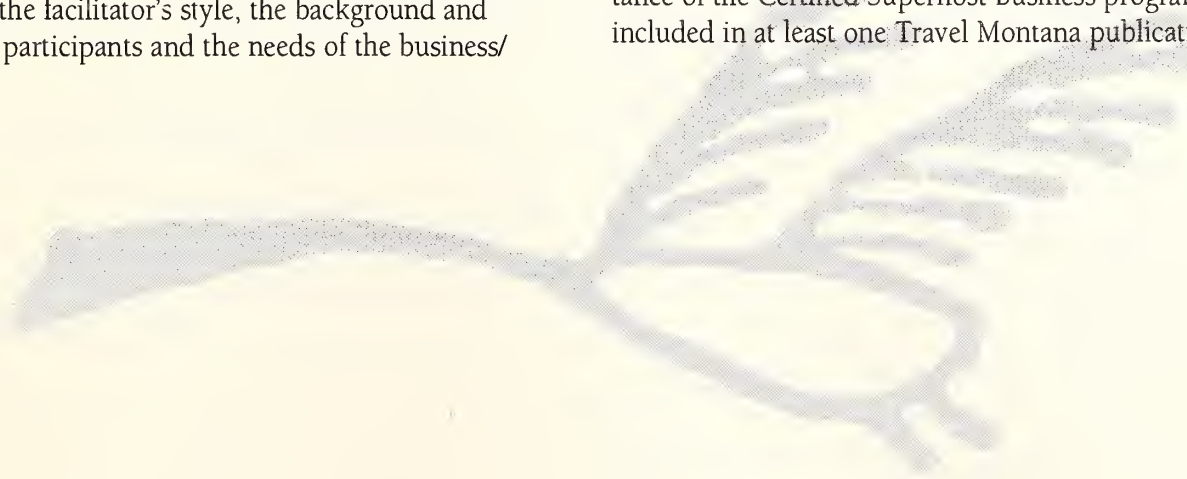 the facilitator's style, the background and
participants and the needs of the business/
tance of the Certified Superhost Business program
included in at least one Travel Montana publicat